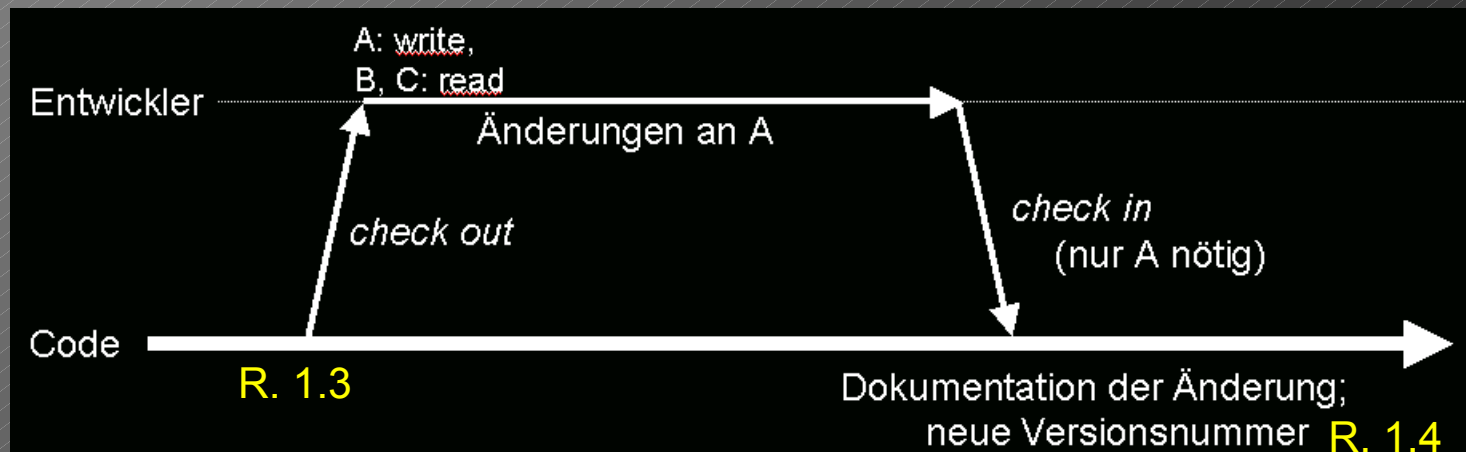 A: write,
B, C: read
Entwickler
Änderungen an A
check out
check in
(nur A nötig)
Code
R. 1.3
Dokumentation der Änderung;
neue Versionsnummer R. 1.4